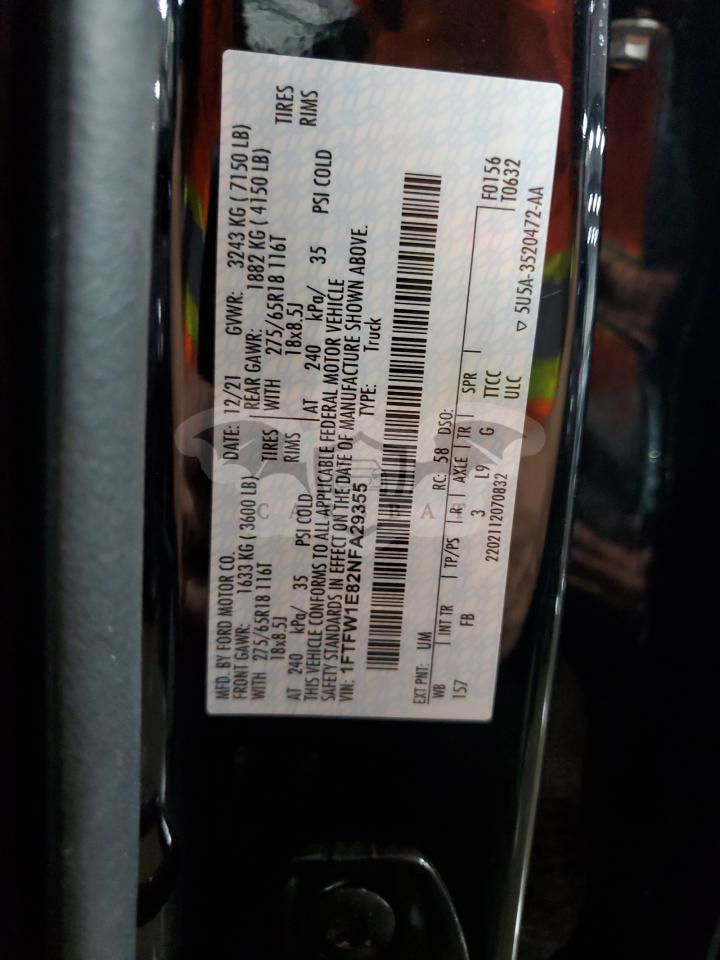 MFD. BY FORD MOTOR CO. DATE: 12/21 GVWR: 3243 KG ( 7150 LB)
FRONT GAWR: 1633 KG ( 3600 LB) REAR GAWR: 1882 KG ( 4150 LB)
WITH 275/65R18 116T TIRES WITH 275/65R18 116T TIRES
18x8.5J RIMS 18x8.5J RIMS
AT 240 kPa/ 35 PSI COLD AT 240 kPa/ 35 PSI COLD
THIS VEHICLE CONFORMS TO ALL APPLICABLE FEDERAL MOTOR VEHICLE
SAFETY STANDARDS IN EFFECT ON THE DATE OF MANUFACTURE SHOWN ABOVE.
VIN: 1FTFW1E82NFA29355 TYPE: Truck
EXT PNT: UM RC: 58 DSO: F0156
WB INT TR TP/PS R AXLE TR SPR T0632
157 FB 3 L9 G TTCC
2202112070832 ULC ▽ 5U5A-3520472-AA